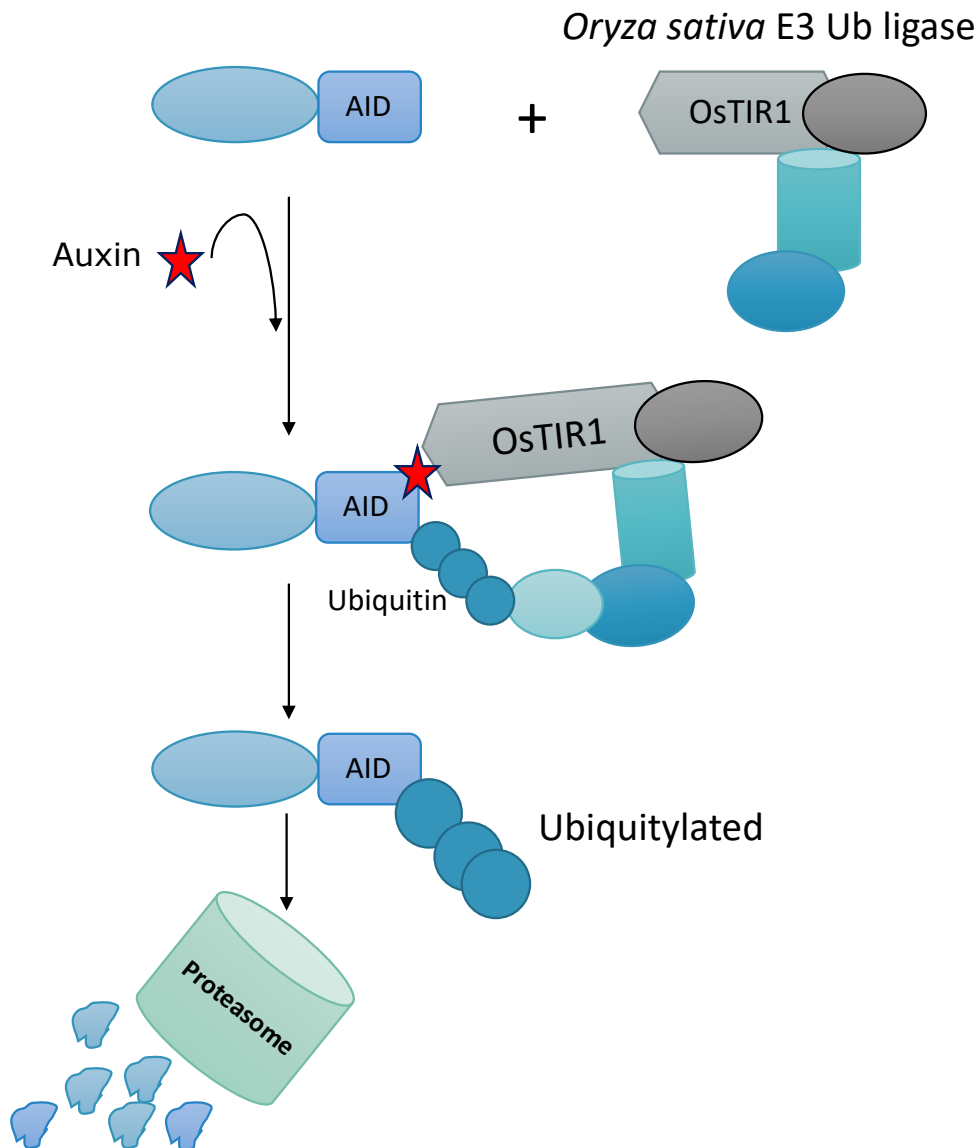 Oryza sativa E3 Ub ligase
AID
+
OsTIR1
Auxin
OsTIR1
AID
Ubiquitin
AID
Ubiquitylated
Proteasome